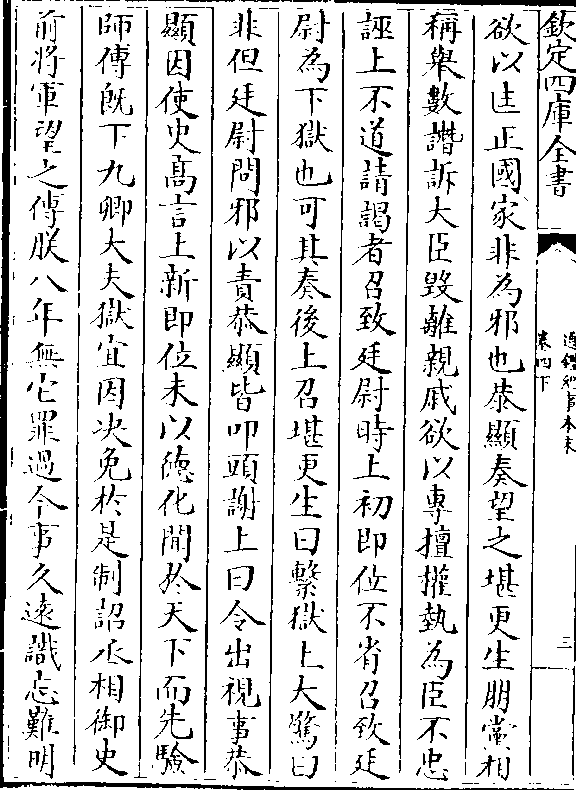 欽定四庫全書
通鑑紀事本末
卷四下
三
欲以匡正國家非為邪也恭顯奏望之堪更生朋黨相
稱舉數譖訴大臣毀離親戚欲以專擅權埶為臣不忠
誣上不道請謁者召致廷尉時上初即位不省召致廷
尉為下獄也可其奏後上召堪更生曰繫獄上大驚曰
非但廷尉問邪以責恭顯皆叩頭謝上曰令出視事恭
顯因使史髙言上新即位未以德化聞於天下而先驗
師傅既下九卿大夫獄宜因决免於是制詔丞相御史
前將軍望之傅朕八年無它罪過今事久逺識忘難明